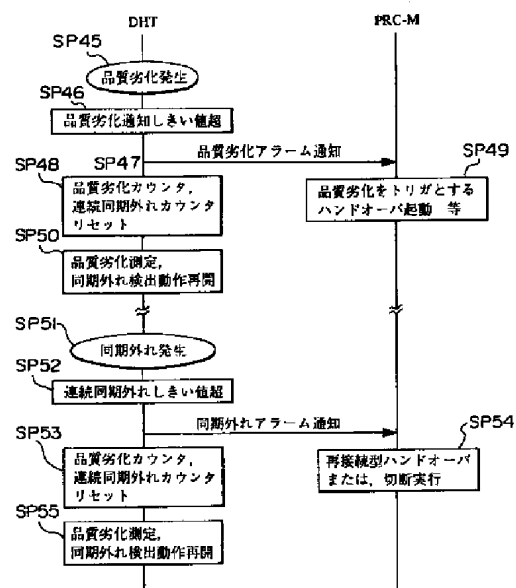 DHT
PRC-M
SP45
品質劣化発生
SP46
品質劣化通知しきい値超
SP47
品質劣化アラーム通知
SP48
品質劣化カウンタ,
連続同期外れカウンタ
リセット
SP49
品質劣化をトリガとする
ハンドオーバ起動 等
SP50
品質劣化測定,
同期外れ検出動作再開
SP51
同期外れ発生
SP52
連続同期外れしきい値超
同期外れアラーム通知
SP53
品質劣化カウンタ,
連続同期外れカウンタ
リセット
SP54
再接続型ハンドオーバ
または, 切断実行
SP55
品質劣化測定,
同期外れ検出動作再開